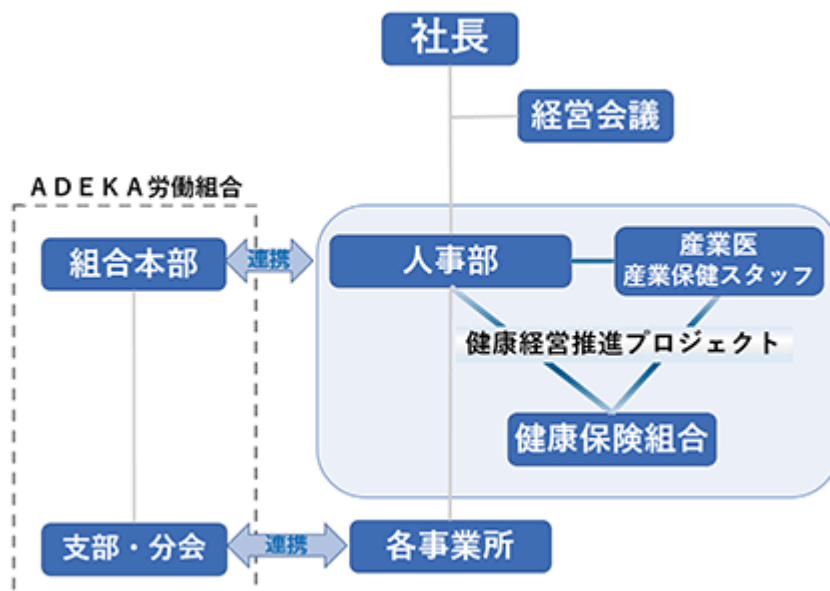 社長
経営会議
ＡＤＥＫＡ労働組合
組合本部
連携
人事部
産業医
産業保健スタッフ
健康経営推進プロジェクト
健康保険組合
支部・分会
連携
各事業所